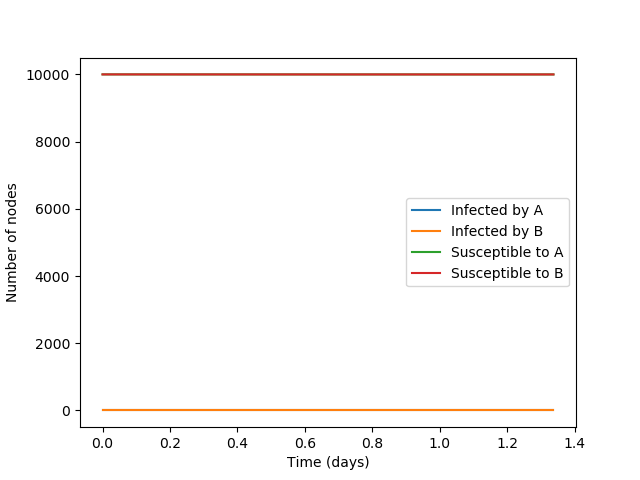 10000
8000
6000
4000
2000
0
Number of nodes
Infected by A
Infected by B
Susceptible to A
Susceptible to B
0.0 0.2 0.4 0.6 0.8 1.0 1.2 1.4
Time (days)